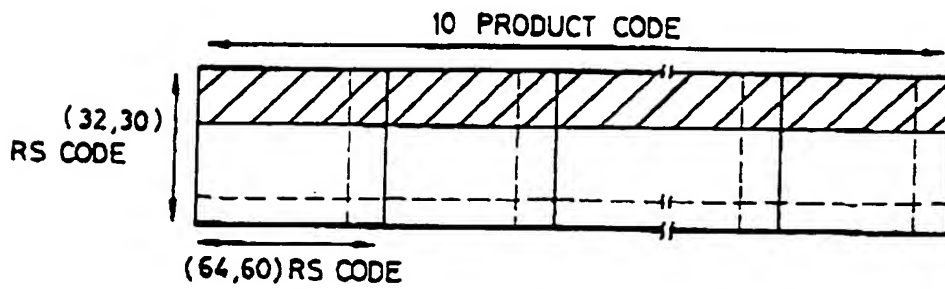 10 PRODUCT CODE
(32,30)
RS CODE
(64,60) RS CODE